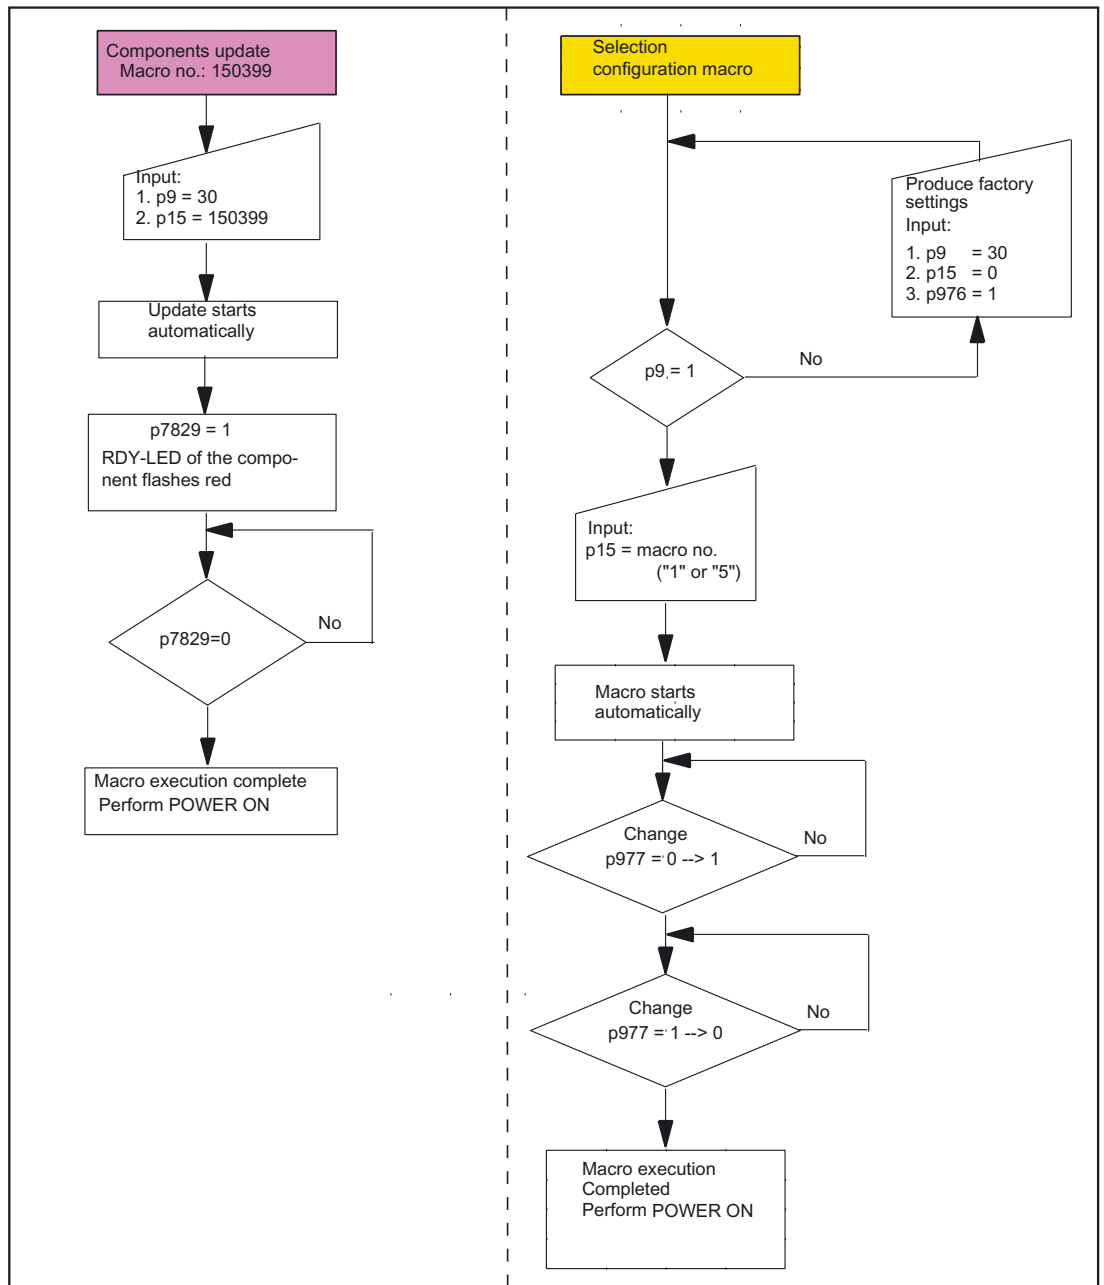 Components update
Macro no.: 150399
Input:
1. p9 = 30
2. p15 = 150399
Update starts
automatically
p7829 = 1
RDY-LED of the compo-
nent flashes red
p7829=0
No
Macro execution complete
Perform POWER ON
Selection
configuration macro
Produce factory
settings
Input:
1. p9 = 30
2. p15 = 0
3. p976 = 1
p9 = 1
No
Input:
p15 = macro no.
("1" or "5")
Macro starts
automatically
Change
p977 = 0 --> 1
No
Change
p977 = 1 --> 0
No
Macro execution
Completed
Perform POWER ON